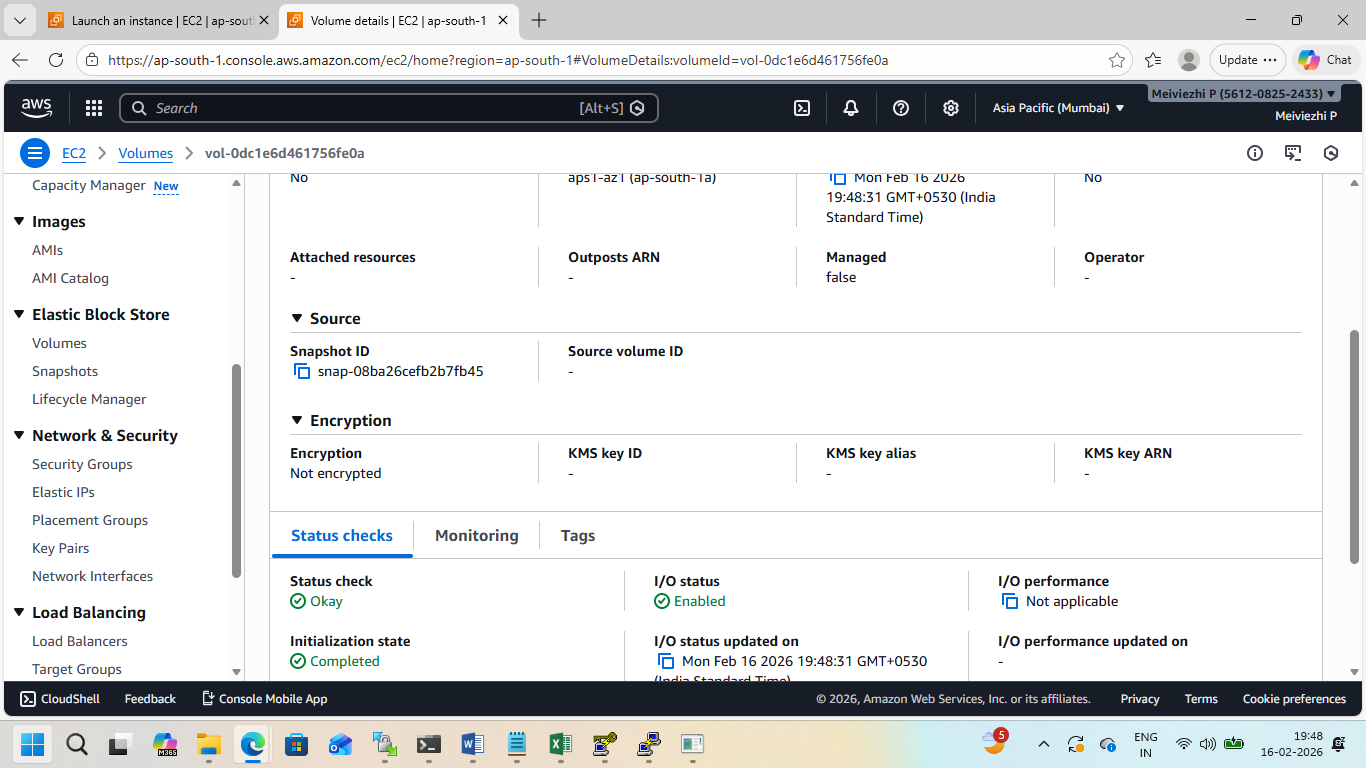 Launch an instance | EC2 | ap-sout
Volume details | EC2 | ap-south-1
https://ap-south-1.console.aws.amazon.com/ec2/home?region=ap-south-1#VolumeDetails:volumeId=vol-0dc1e6d461756fe0a
Update
Chat
aws
Search
[Alt+S]
Asia Pacific (Mumbai)
Meiviezhi P (5612-0825-2433)
Meiviezhi P
EC2
Volumes
vol-0dc1e6d461756fe0a
Capacity Manager New
Images
AMIs
AMI Catalog
Elastic Block Store
Volumes
Snapshots
Lifecycle Manager
Network & Security
Security Groups
Elastic IPs
Placement Groups
Key Pairs
Network Interfaces
Load Balancing
Load Balancers
Target Groups
No
aps1-az1 (ap-south-1a)
Mon Feb 16 2026
19:48:31 GMT+0530 (India
Standard Time)
No
Attached resources
-
Outposts ARN
-
Managed
false
Operator
-
Source
Snapshot ID
snap-08ba26cefb2b7fb45
Source volume ID
-
Encryption
Encryption
Not encrypted
KMS key ID
-
KMS key alias
-
KMS key ARN
-
Status checks
Monitoring
Tags
Status check
Okay
I/O status
Enabled
I/O performance
Not applicable
Initialization state
Completed
I/O status updated on
Mon Feb 16 2026 19:48:31 GMT+0530
(India Standard Time)
I/O performance updated on
-
CloudShell
Feedback
Console Mobile App
© 2026, Amazon Web Services, Inc. or its affiliates.
Privacy
Terms
Cookie preferences
M365
5
ENG
IN
19:48
16-02-2026